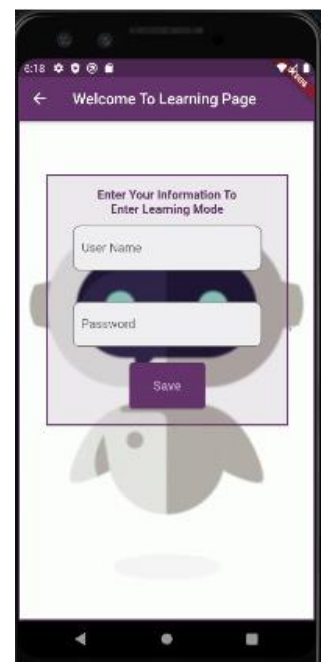 6:18
Welcome To Learning Page
Enter Your Information To
Enter Learning Mode
User Name
Password
Save